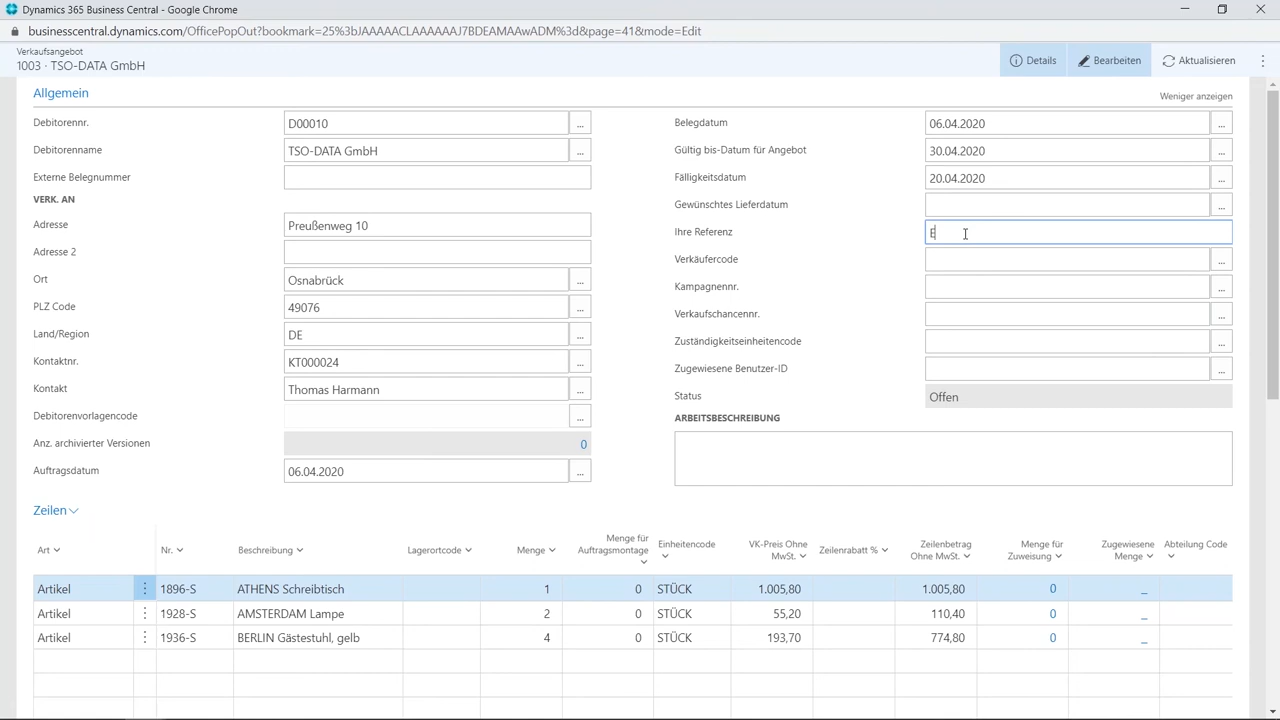 Dynamics 365 Business Central - Google Chrome
businesscentral.dynamics.com/OfficePopOut?bookmark=25%3bJAAAAACLAAAAAAJ7BDEAMAAwADM%3d&page=41&mode=Edit
Verkaufsangebot
1003 · TSO-DATA GmbH
Details
Bearbeiten
Aktualisieren
Allgemein
Weniger anzeigen
Debitorennr.
D00010
...
Debitorenname
TSO-DATA GmbH
...
Externe Belegnummer
VERK. AN
Adresse
Preußenweg 10
Adresse 2
Ort
Osnabrück
...
PLZ Code
49076
...
Land/Region
DE
...
Kontaktnr.
KT000024
...
Kontakt
Thomas Harmann
...
Debitorenvorlagencode
...
Anz. archivierter Versionen
0
Auftragsdatum
06.04.2020
...
Belegdatum
06.04.2020
...
Gültig bis-Datum für Angebot
30.04.2020
...
Fälligkeitsdatum
20.04.2020
...
Gewünschtes Lieferdatum
...
Ihre Referenz
E
Verkäufercode
...
Kampagnennr.
...
Verkaufschancennr.
...
Zuständigkeitseinheitencode
...
Zugewiesene Benutzer-ID
...
Status
Offen
ARBEITSBESCHREIBUNG
Zeilen
Art
Nr.
Beschreibung
Lagerortcode
Menge
Menge für
Auftragsmontage
Einheitencode
VK-Preis Ohne
MwSt.
Zeilenrabatt %
Zeilenbetrag
Ohne MwSt.
Menge für
Zuweisung
Zugewiesene
Menge
Abteilung Code
Artikel 1896-S ATHENS Schreibtisch 1 0 STÜCK 1.005,80 1.005,80 0 _
Artikel 1928-S AMSTERDAM Lampe 2 0 STÜCK 55,20 110,40 0 _
Artikel 1936-S BERLIN Gästestuhl, gelb 4 0 STÜCK 193,70 774,80 0 _